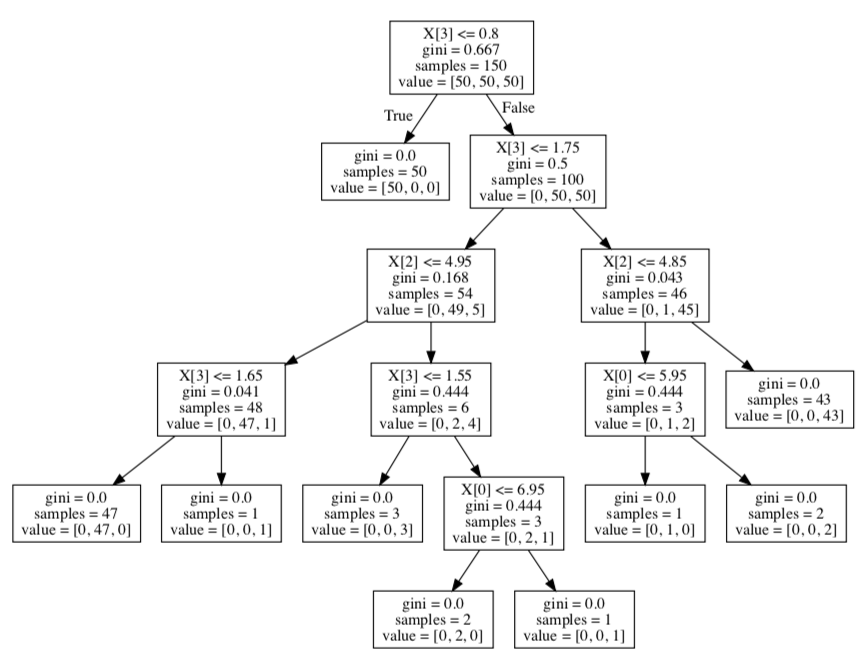 X[3] <= 0.8
gini = 0.667
samples = 150
value = [50, 50, 50]
True
False
gini = 0.0
samples = 50
value = [50, 0, 0]
X[3] <= 1.75
gini = 0.5
samples = 100
value = [0, 50, 50]
X[2] <= 4.95
gini = 0.168
samples = 54
value = [0, 49, 5]
X[2] <= 4.85
gini = 0.043
samples = 46
value = [0, 1, 45]
X[3] <= 1.65
gini = 0.041
samples = 48
value = [0, 47, 1]
X[3] <= 1.55
gini = 0.444
samples = 6
value = [0, 2, 4]
X[0] <= 5.95
gini = 0.444
samples = 3
value = [0, 1, 2]
gini = 0.0
samples = 43
value = [0, 0, 43]
gini = 0.0
samples = 47
value = [0, 47, 0]
gini = 0.0
samples = 1
value = [0, 0, 1]
gini = 0.0
samples = 3
value = [0, 0, 3]
X[0] <= 6.95
gini = 0.444
samples = 3
value = [0, 2, 1]
gini = 0.0
samples = 1
value = [0, 1, 0]
gini = 0.0
samples = 2
value = [0, 0, 2]
gini = 0.0
samples = 2
value = [0, 2, 0]
gini = 0.0
samples = 1
value = [0, 0, 1]